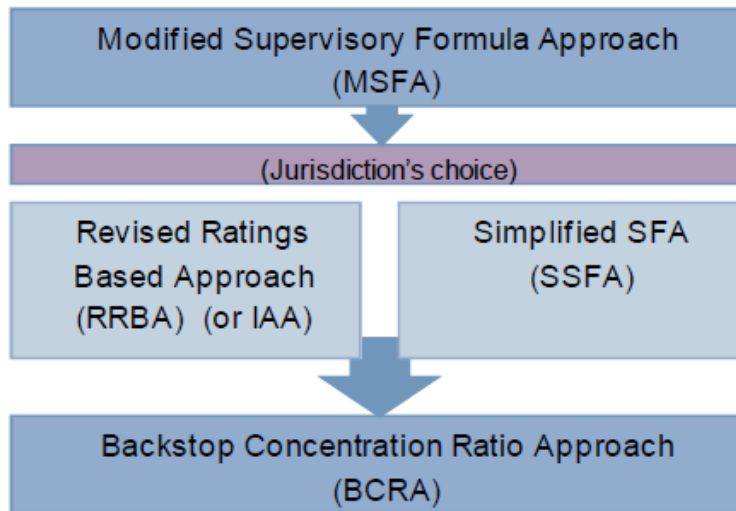 Modified Supervisory Formula Approach
(MSFA)
(Jurisdiction's choice)
Revised Ratings
Based Approach
(RRBA) (or IAA)
Simplified SFA
(SSFA)
Backstop Concentration Ratio Approach
(BCRA)